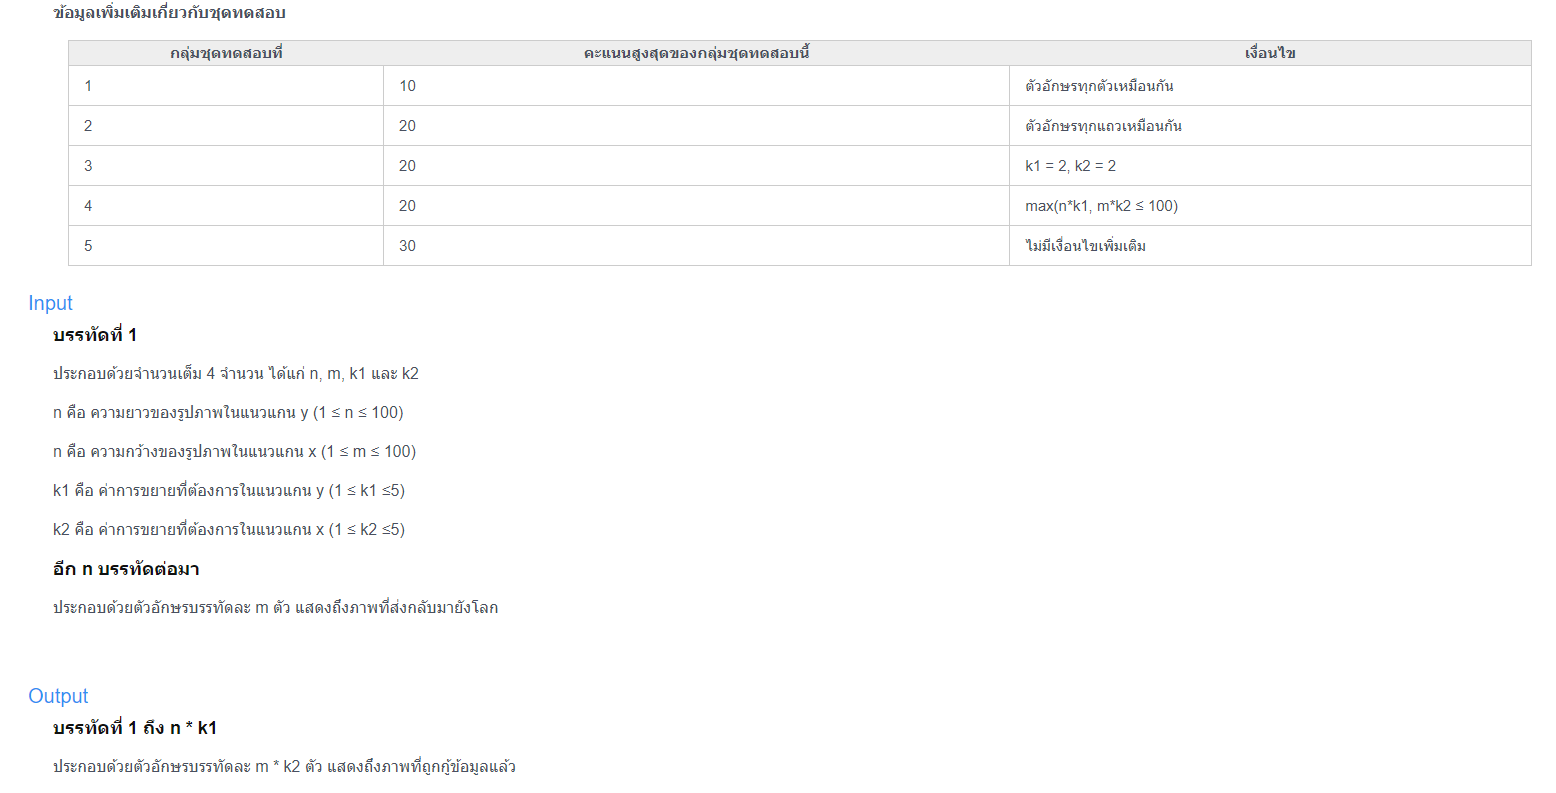 ข้อมูลเพิ่มเติมเกี่ยวกับชุดทดสอบ
กลุ่มชุดทดสอบที่ คะแนนสูงสุดของกลุ่มชุดทดสอบนี้ เงื่อนไข
1 10 ตัวอักษรทุกตัวเหมือนกัน
2 20 ตัวอักษรทุกแถวเหมือนกัน
3 20 k1 = 2, k2 = 2
4 20 max(n*k1, m*k2 ≤ 100)
5 30 ไม่มีเงื่อนไขเพิ่มเติม
Input
บรรทัดที่ 1
ประกอบด้วยจำนวนเต็ม 4 จำนวน ได้แก่ n, m, k1 และ k2
n คือ ความยาวของรูปภาพในแนวแกน y (1 ≤ n ≤ 100)
n คือ ความกว้างของรูปภาพในแนวแกน x (1 ≤ m ≤ 100)
k1 คือ ค่าการขยายที่ต้องการในแนวแกน y (1 ≤ k1 ≤5)
k2 คือ ค่าการขยายที่ต้องการในแนวแกน x (1 ≤ k2 ≤5)
อีก n บรรทัดต่อมา
ประกอบด้วยตัวอักษรบรรทัดละ m ตัว แสดงถึงภาพที่ส่งกลับมายังโลก
Output
บรรทัดที่ 1 ถึง n * k1
ประกอบด้วยตัวอักษรบรรทัดละ m * k2 ตัว แสดงถึงภาพที่ถูกกู้ข้อมูลแล้ว